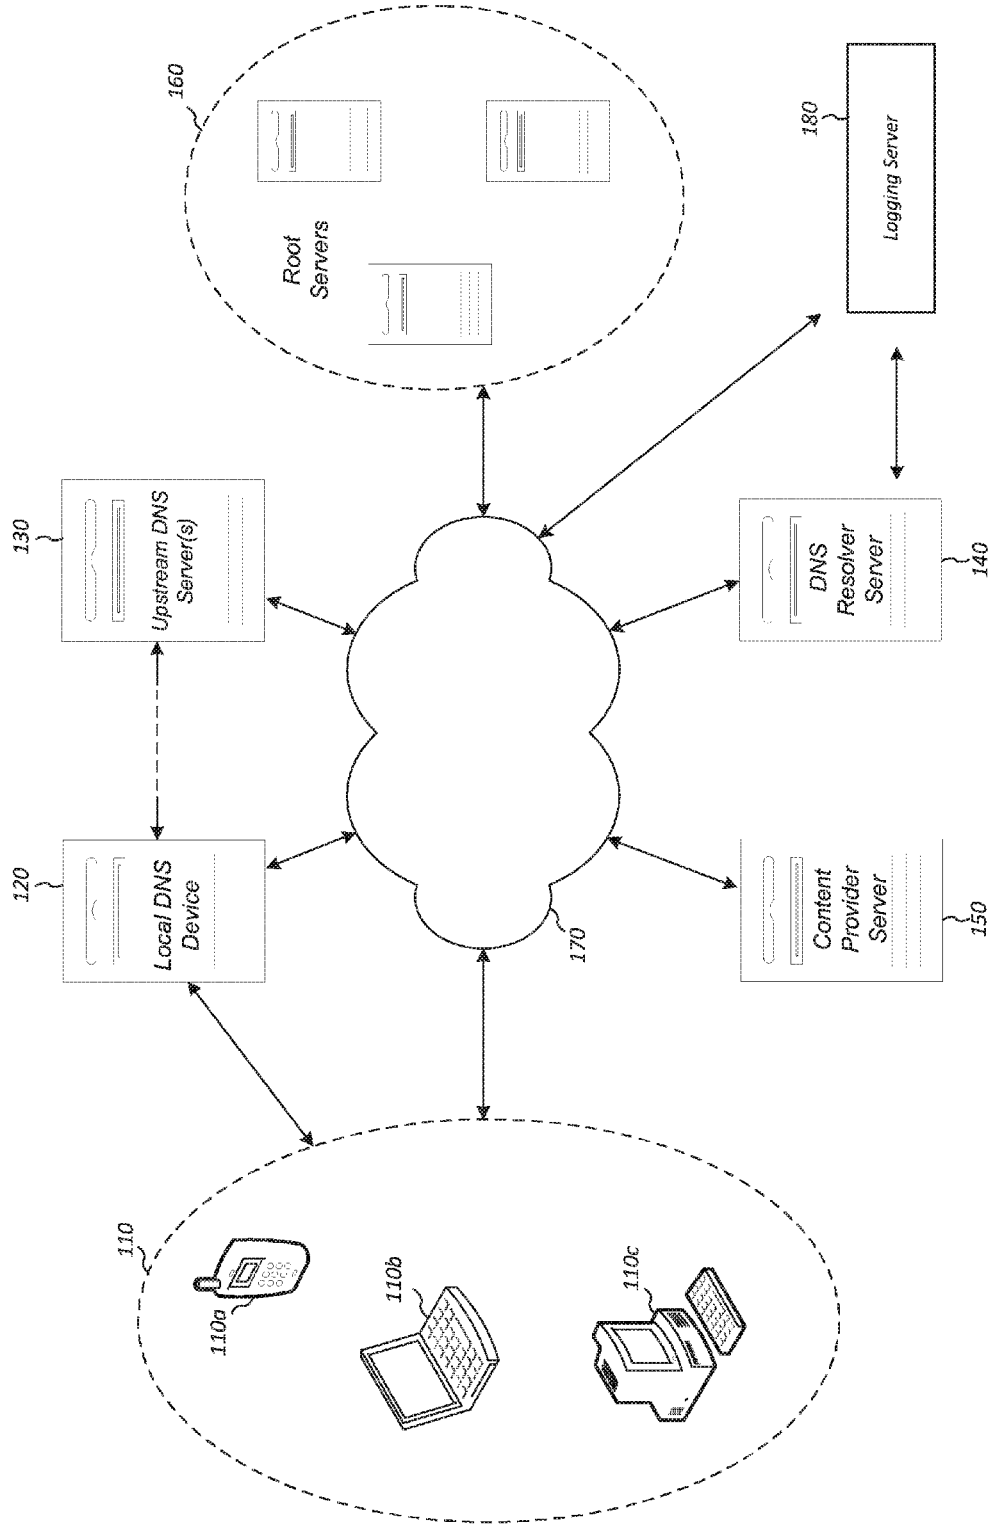 110
110a
110b
110c
120
Local DNS
Device
130
Upstream DNS
Server(s)
160
Root
Servers
170
150
Content
Provider
Server
140
DNS
Resolver
Server
180
Logging Server